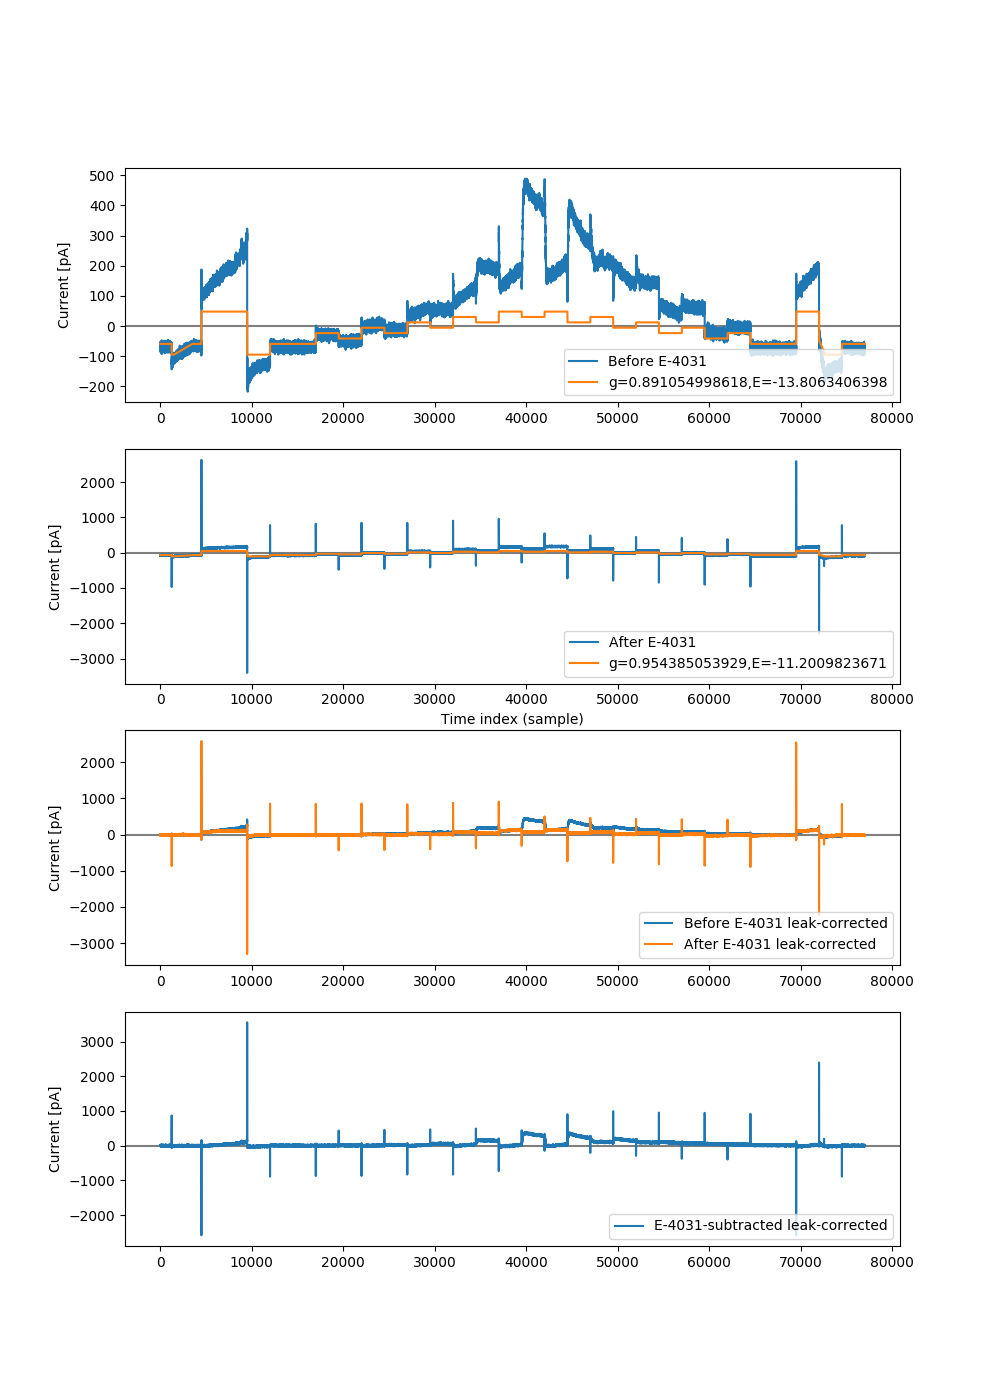 500
400
300
200
100
0
−100
−200
Current [pA]
Before E-4031
g=0.891054998618,E=-13.8063406398
0 10000 20000 30000 40000 50000 60000 70000 80000
2000
1000
0
−1000
−2000
−3000
Current [pA]
After E-4031
g=0.954385053929,E=-11.2009823671
0 10000 20000 30000 40000 50000 60000 70000 80000
Time index (sample)
2000
1000
0
−1000
−2000
−3000
Current [pA]
Before E-4031 leak-corrected
After E-4031 leak-corrected
0 10000 20000 30000 40000 50000 60000 70000 80000
3000
2000
1000
0
−1000
−2000
Current [pA]
E-4031-subtracted leak-corrected
0 10000 20000 30000 40000 50000 60000 70000 80000